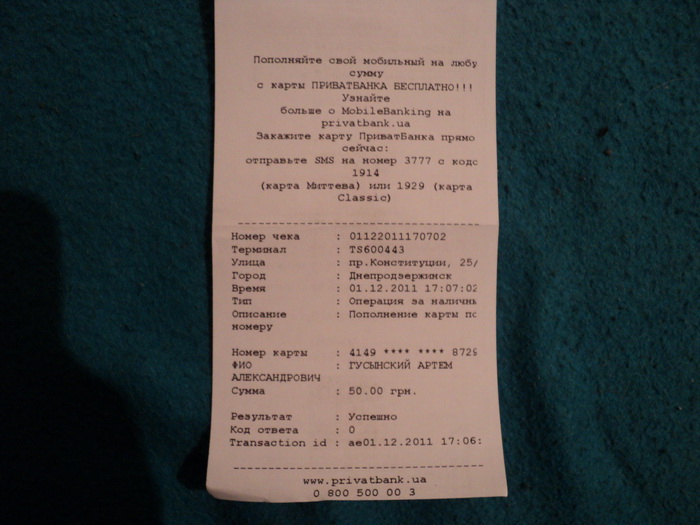 Пополняйте свой мобильный на любу
сумму
с карты ПРИВАТБАНКА БЕСПЛАТНО!!!
Узнайте
больше о MobileBanking на
privatbank.ua
Закажите карту ПриватБанка прямо
сейчас:
отправьте SMS на номер 3777 с кодо
1914
(карта Миттева) или 1929 (карта
Classic)
Номер чека : 01122011170702
Терминал : TS600443
Улица : пр.Конституции, 25/
Город : Днепродзержинск
Время : 01.12.2011 17:07:02
Тип : Операция за наличны
Описание : Пополнение карты по
номеру
Номер карты : 4149 **** **** 8729
ФИО : ГУСЫНСКИЙ АРТЕМ
АЛЕКСАНДРОВИЧ
Сумма : 50.00 грн.
Результат : Успешно
Код ответа : 0
Transaction id : ae01.12.2011 17:06:
www.privatbank.ua
0 800 500 00 3